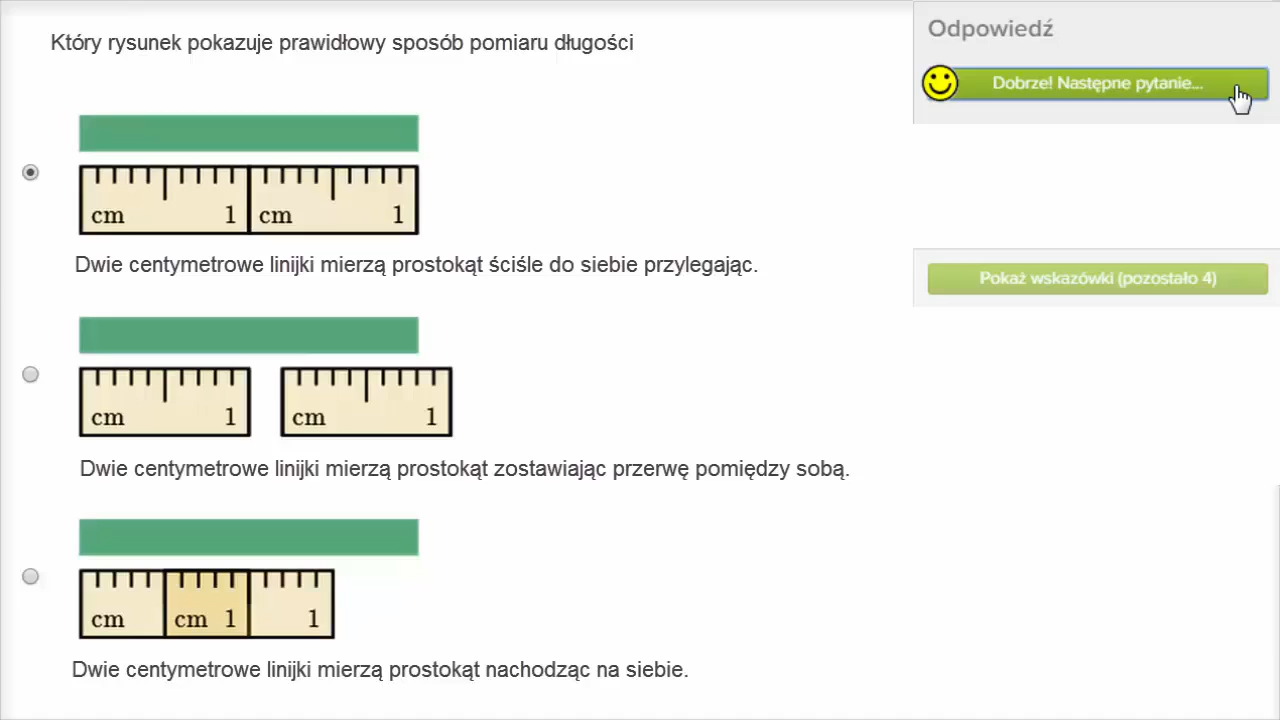 Który rysunek pokazuje prawidłowy sposób pomiaru długości
Odpowiedź
Dobrze! Następne pytanie...
cm 1 cm 1
Dwie centymetrowe linijki mierzą prostokąt ściśle do siebie przylegając.
Pokaż wskazówki (pozostało 4)
cm 1 cm 1
Dwie centymetrowe linijki mierzą prostokąt zostawiając przerwę pomiędzy sobą.
cm cm 1 1
Dwie centymetrowe linijki mierzą prostokąt nachodząc na siebie.